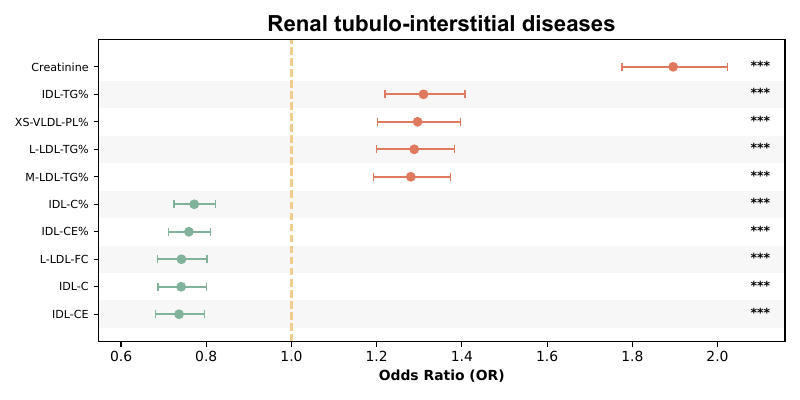 Renal tubulo-interstitial diseases
Creatinine ***
IDL-TG% ***
XS-VLDL-PL% ***
L-LDL-TG% ***
M-LDL-TG% ***
IDL-C% ***
IDL-CE% ***
L-LDL-FC ***
IDL-C ***
IDL-CE ***
0.6 0.8 1.0 1.2 1.4 1.6 1.8 2.0
Odds Ratio (OR)